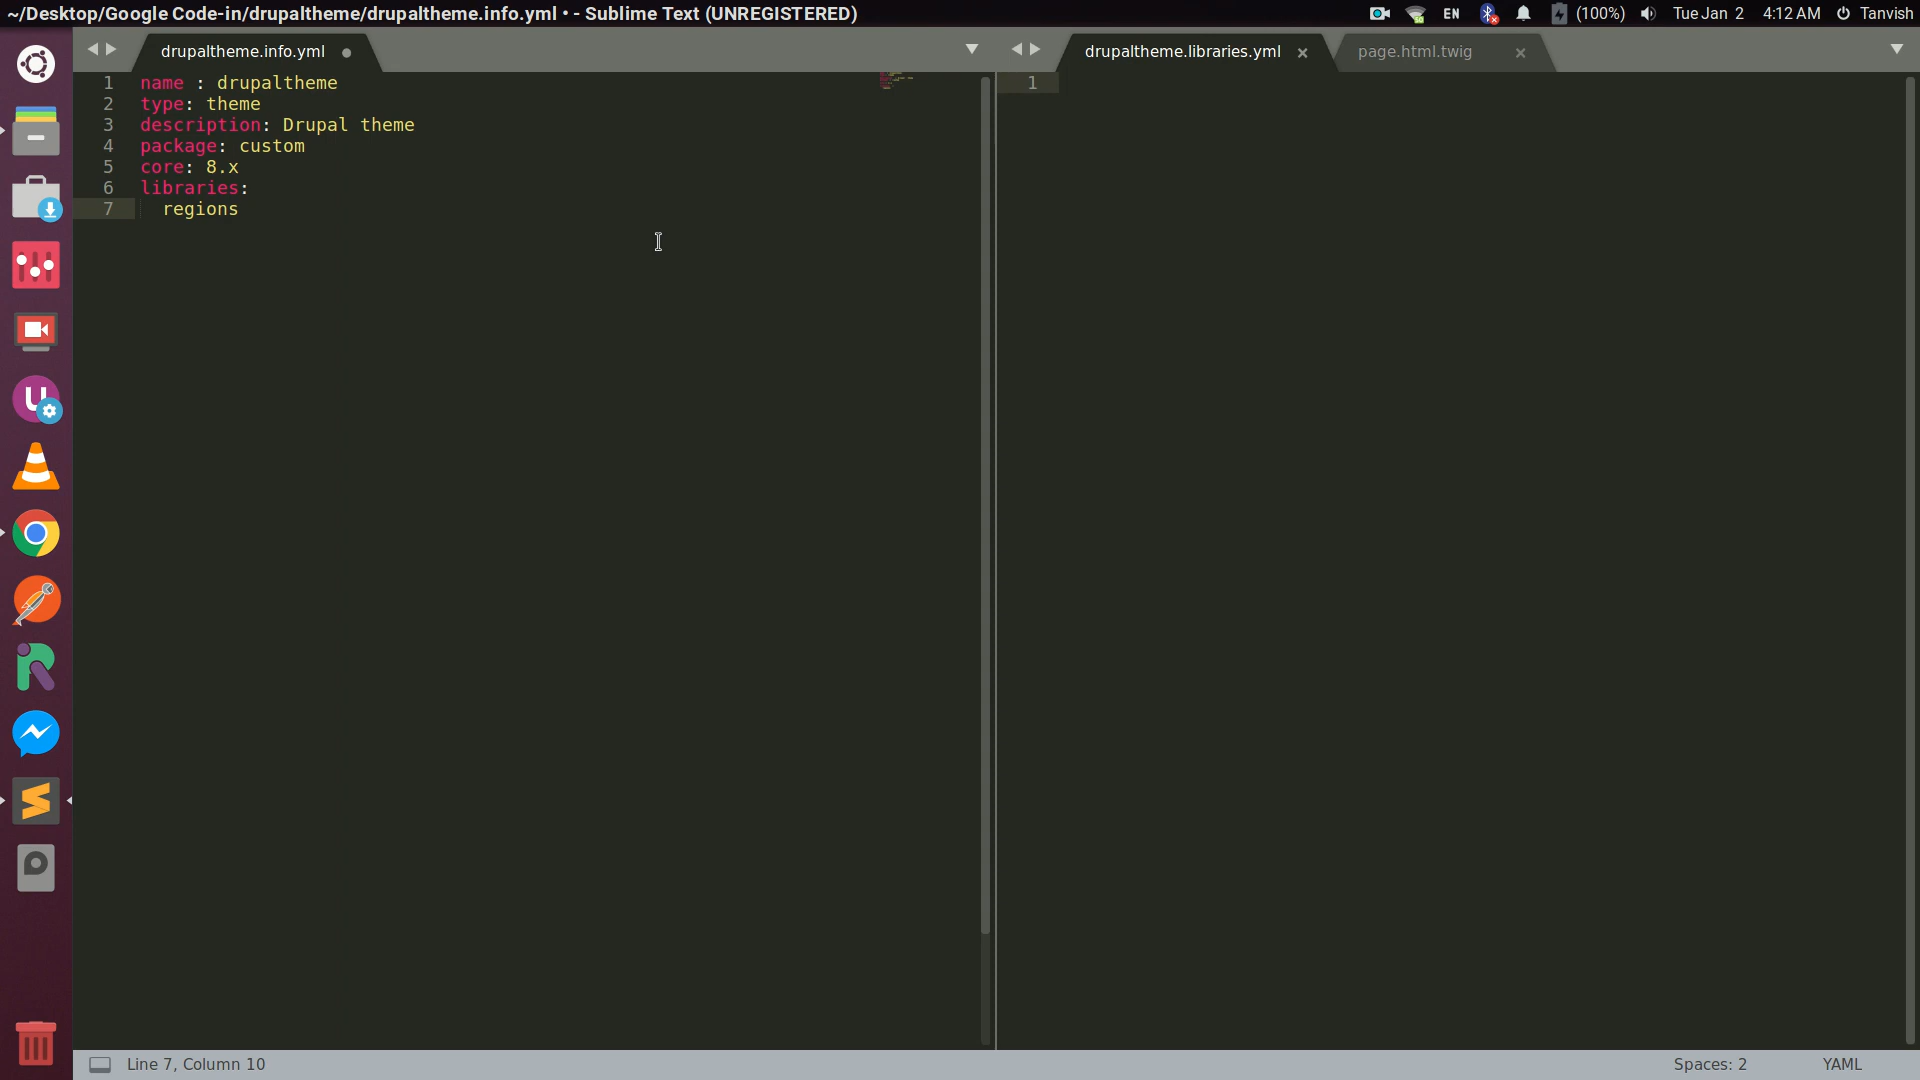 ~/Desktop/Google Code-in/drupaltheme/drupaltheme.info.yml • - Sublime Text (UNREGISTERED)
EN
(100%)
Tue Jan 2
4:12 AM
Tanvish
drupaltheme.info.yml
drupaltheme.libraries.yml
page.html.twig
1 name : drupaltheme
2 type: theme
3 description: Drupal theme
4 package: custom
5 core: 8.x
6 libraries:
7 regions
1
Line 7, Column 10
Spaces: 2
YAML